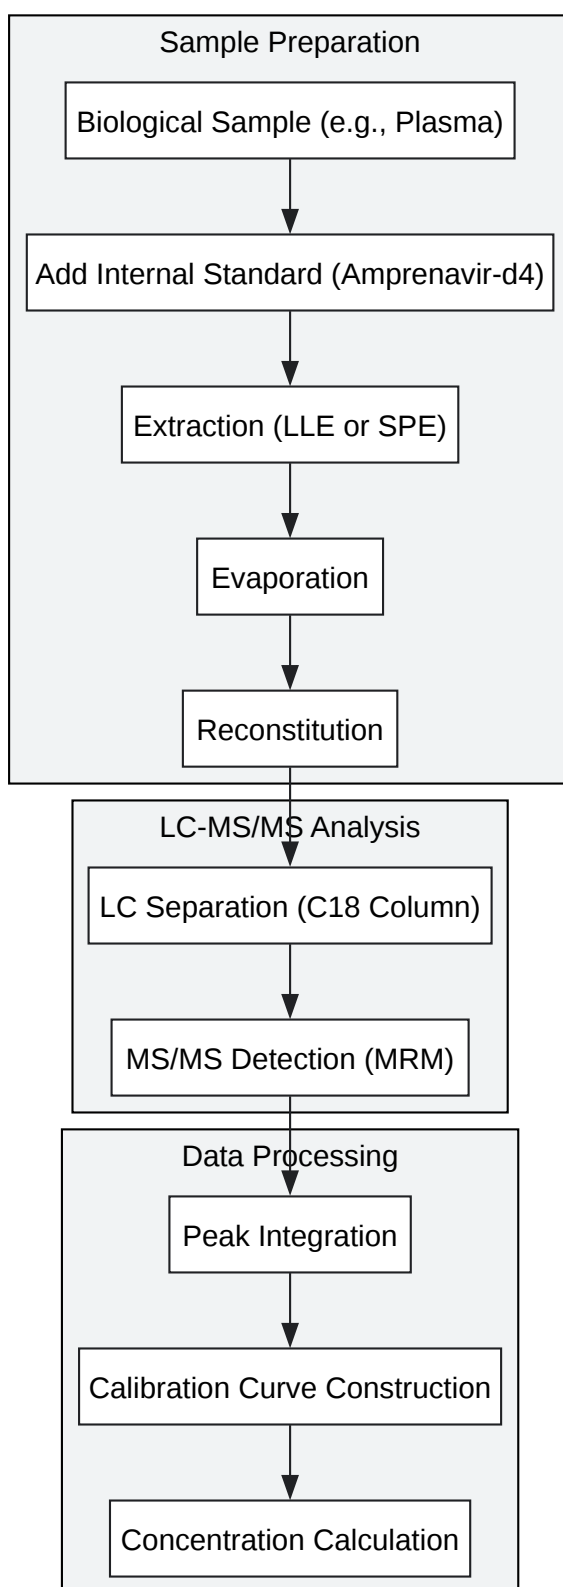 Sample Preparation
Biological Sample (e.g., Plasma)
Add Internal Standard (Amprenavir-d4)
Extraction (LLE or SPE)
Evaporation
Reconstitution
LC-MS/MS Analysis
LC Separation (C18 Column)
MS/MS Detection (MRM)
Data Processing
Peak Integration
Calibration Curve Construction
Concentration Calculation